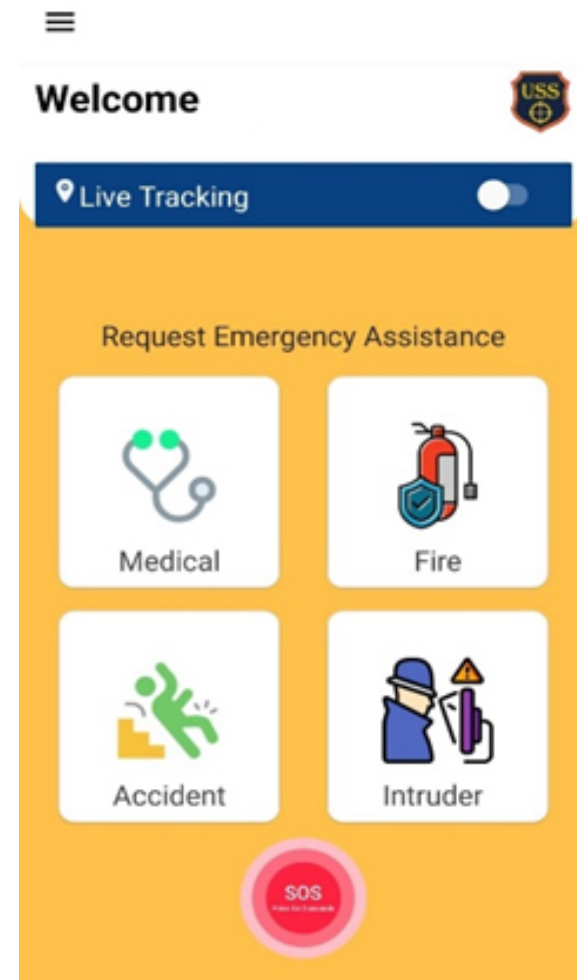 Welcome
USS
Live Tracking
Request Emergency Assistance
Medical
Fire
Accident
Intruder
SOS